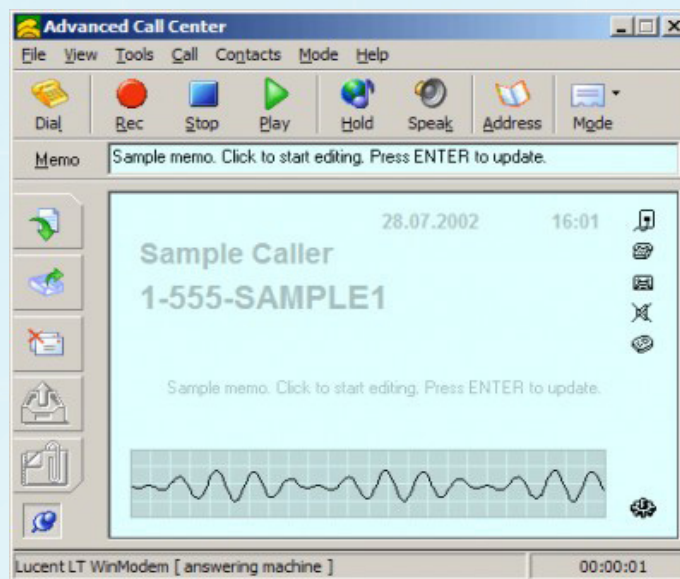 Advanced Call Center
File View Tools Call Contacts Mode Help
Dial Rec Stop Play Hold Speak Address Mode
Memo Sample memo. Click to start editing. Press ENTER to update.
28.07.2002 16:01
Sample Caller
1-555-SAMPLE1
Sample memo. Click to start editing. Press ENTER to update.
Lucent LT WinModem [ answering machine ] 00:00:01